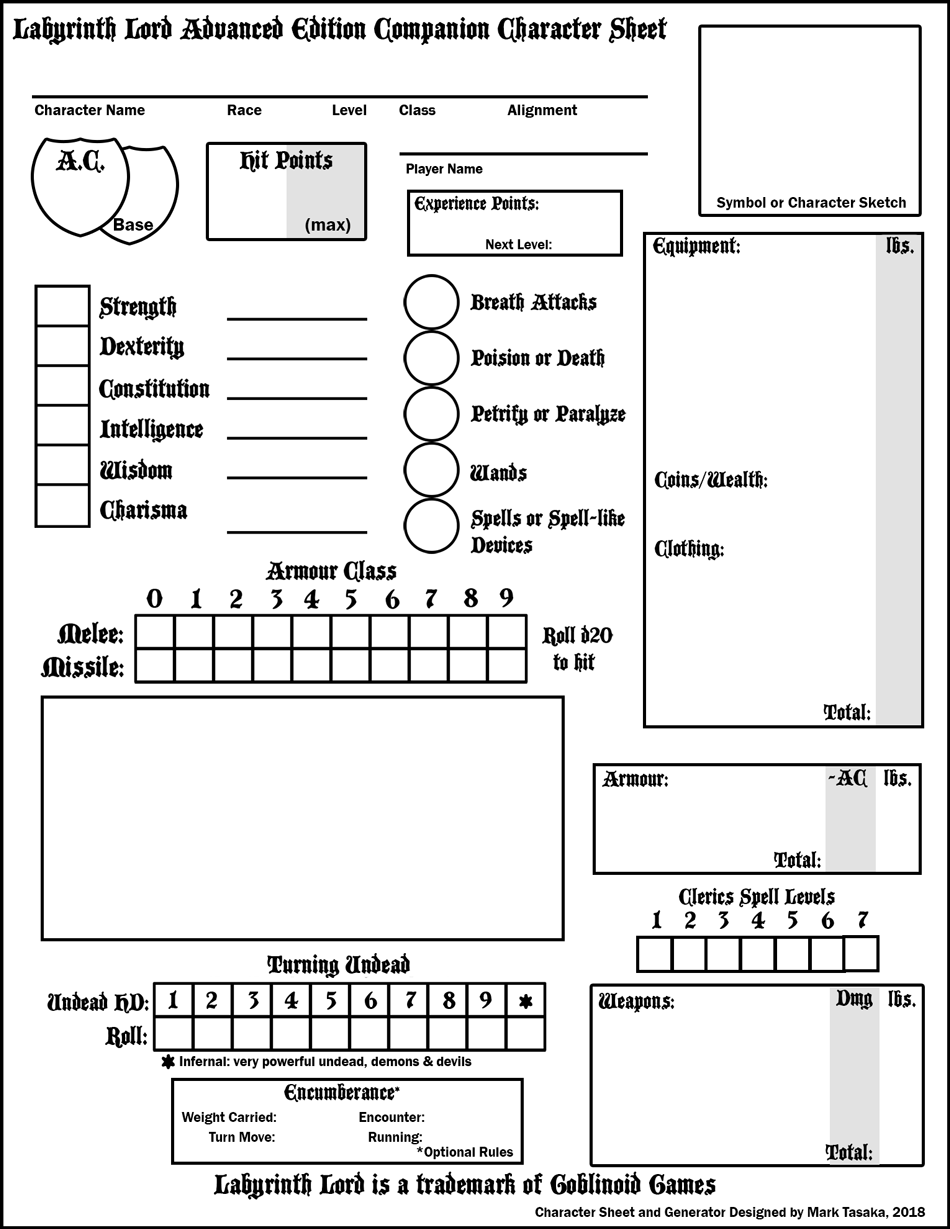 Labyrinth Lord Advanced Edition Companion Character Sheet
Character Name Race Level Class Alignment
Player Name
Symbol or Character Sketch
A.C.
Base
Hit Points
(max)
Experience Points:
Next Level:
Equipment: lbs.
Coins/Wealth:
Clothing:
Total:
Strength
Dexterity
Constitution
Intelligence
Wisdom
Charisma
Breath Attacks
Poision or Death
Petrify or Paralyze
Wands
Spells or Spell-like
Devices
Armour Class
0 1 2 3 4 5 6 7 8 9
Melee:
Missile:
Roll d20
to hit
Armour: -AC lbs.
Total:
Clerics Spell Levels
1 2 3 4 5 6 7
Turning Undead
Undead HD: 1 2 3 4 5 6 7 8 9 *
Roll:
* Infernal: very powerful undead, demons & devils
Weapons: Dmg lbs.
Total:
Encumberance*
Weight Carried: Encounter:
Turn Move: Running:
*Optional Rules
Labyrinth Lord is a trademark of Goblinoid Games
Character Sheet and Generator Designed by Mark Tasaka, 2018